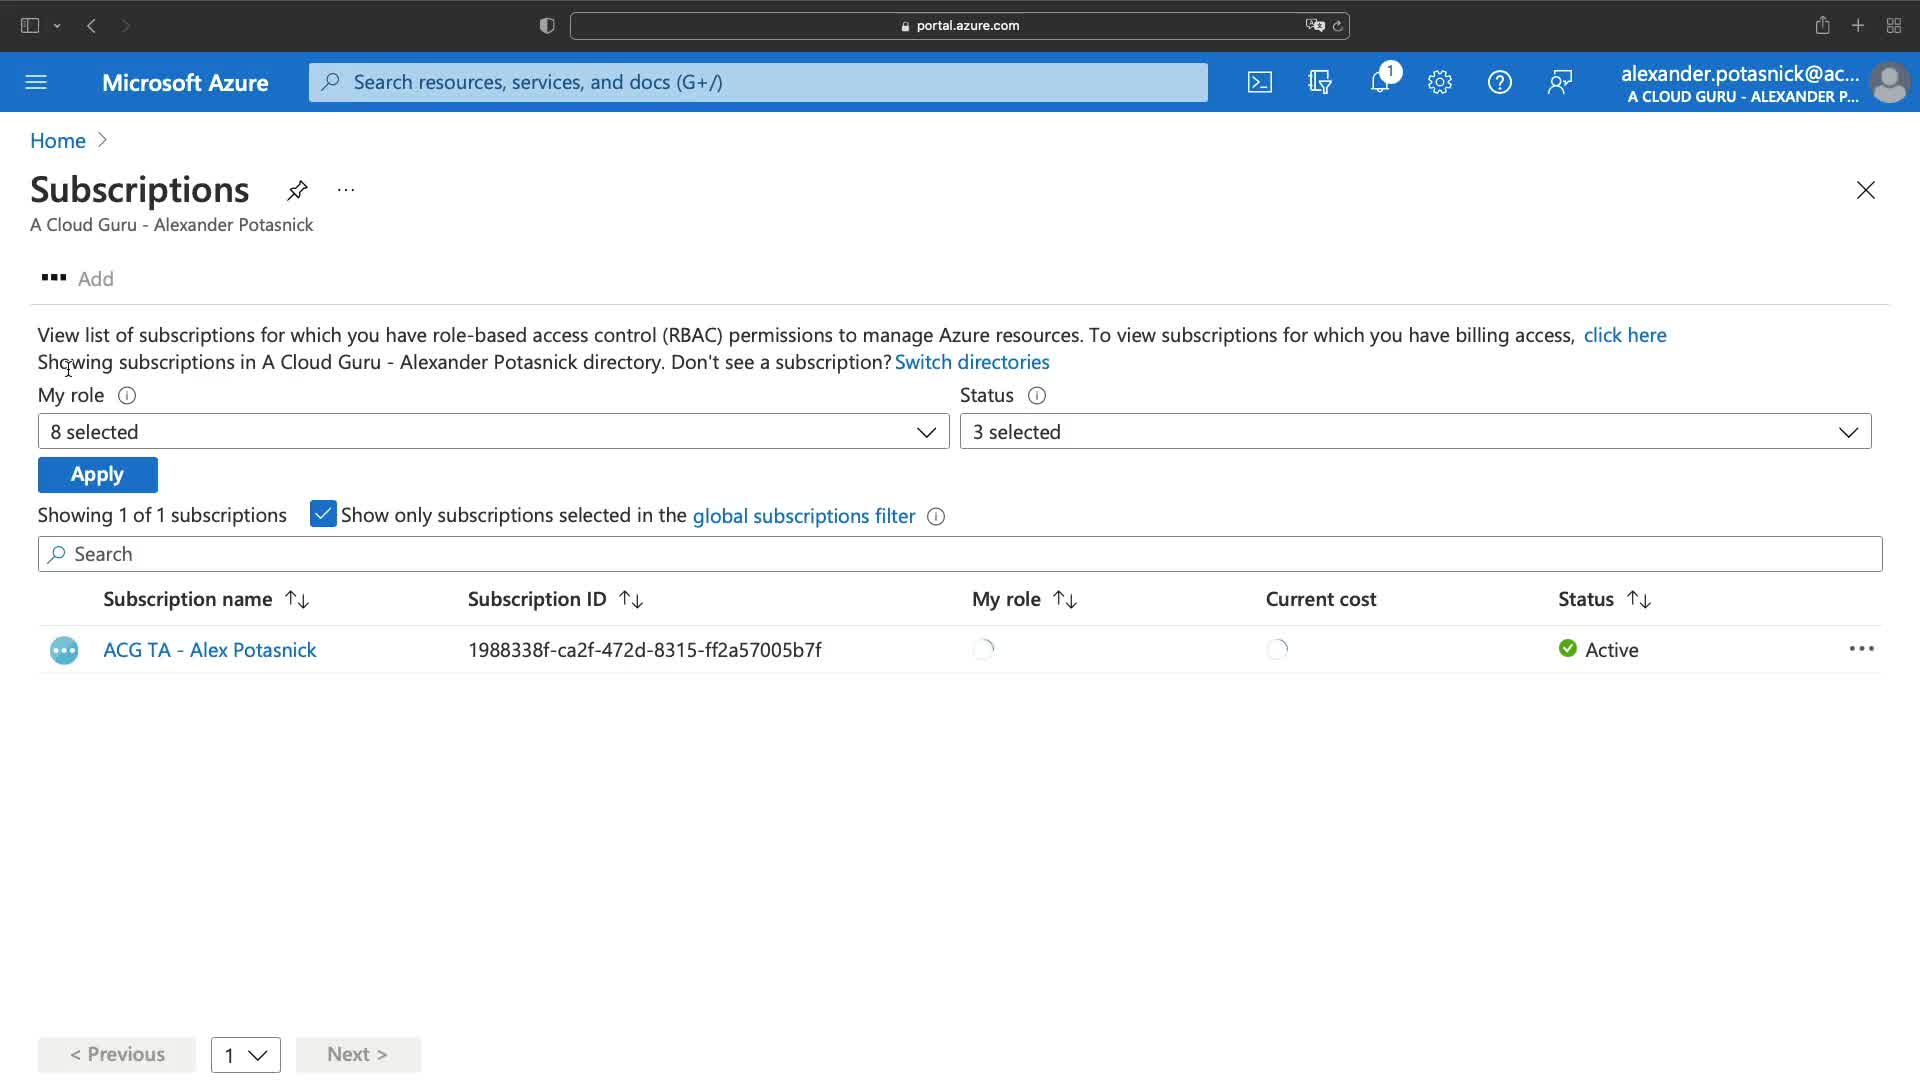 portal.azure.com
Microsoft Azure
Search resources, services, and docs (G+/)
1
alexander.potasnick@ac...
A CLOUD GURU - ALEXANDER P...
Home
Subscriptions
A Cloud Guru - Alexander Potasnick
Add
View list of subscriptions for which you have role-based access control (RBAC) permissions to manage Azure resources. To view subscriptions for which you have billing access, click here
Showing subscriptions in A Cloud Guru - Alexander Potasnick directory. Don't see a subscription? Switch directories
My role
Status
8 selected
3 selected
Apply
Showing 1 of 1 subscriptions
Show only subscriptions selected in the global subscriptions filter
Search
Subscription name
Subscription ID
My role
Current cost
Status
ACG TA - Alex Potasnick
1988338f-ca2f-472d-8315-ff2a57005b7f
Active
< Previous
1
Next >